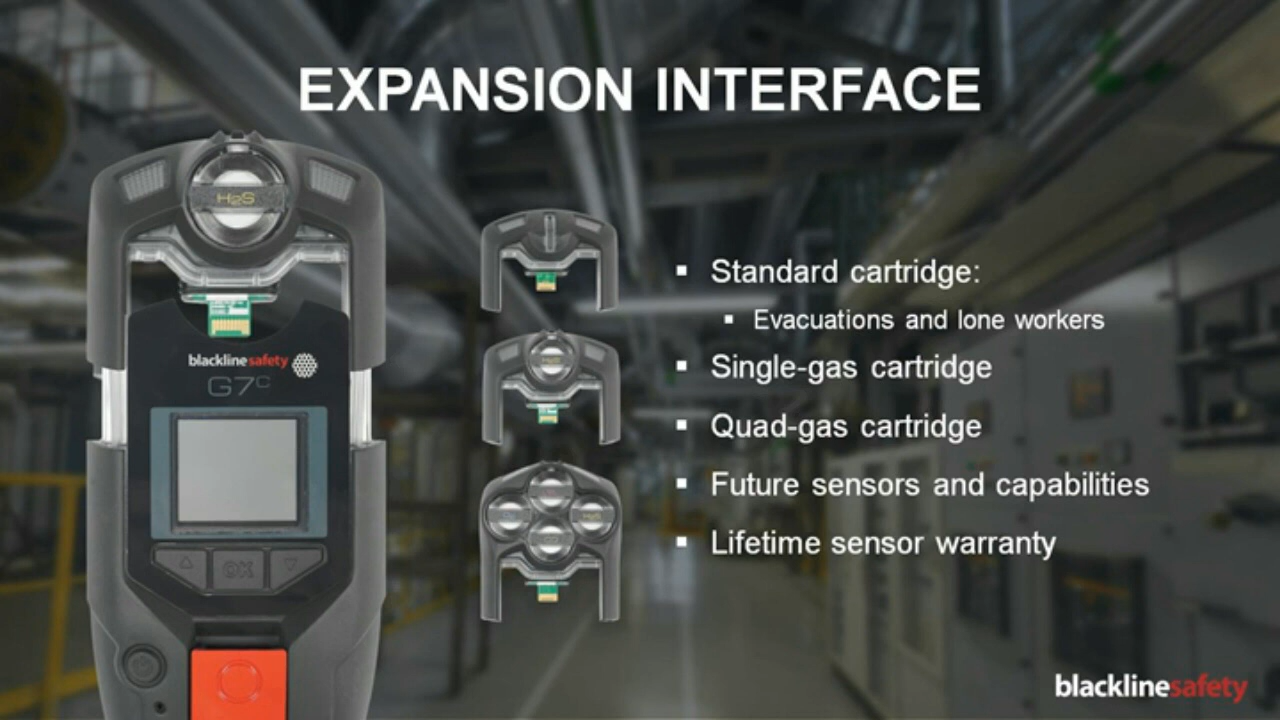 EXPANSION INTERFACE
H2S
blacklinesafety
G7c
OK
Standard cartridge:
Evacuations and lone workers
Single-gas cartridge
Quad-gas cartridge
Future sensors and capabilities
Lifetime sensor warranty
blacklinesafety